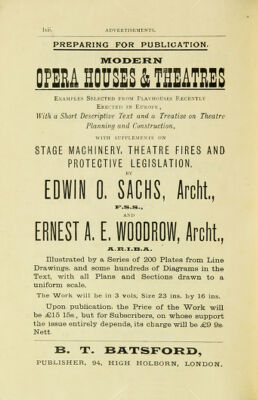 lxii. ADVERTISEMENTS.
PREPARING FOR PUBLICATION.
MODERN
OPERA HOUSES & THEATRES
EXAMPLES SELECTED FROM PLAYHOUSES RECENTLY
ERECTED IN EUROPE,
With a Short Descriptive Text and a Treatise on Theatre
Planning and Construction,
WITH SUPPLEMENTS ON
STAGE MACHINERY, THEATRE FIRES AND
PROTECTIVE LEGISLATION.
BY
EDWIN O. SACHS, Archt.,
F.S.S.,
AND
ERNEST A. E. WOODROW, Archt.,
A.R.I.B.A.
Illustrated by a Series of 200 Plates from Line
Drawings, and some hundreds of Diagrams in the
Text, with all Plans and Sections drawn to a
uniform scale.
The Work will be in 3 vols, Size 23 ins. by 16 ins.
Upon publication, the Price of the Work will
be £15 15s., but for Subscribers, on whose support
the issue entirely depends, its charge will be £9 9s.
Nett.
B. T. BATSFORD,
PUBLISHER, 94, HIGH HOLBORN, LONDON.